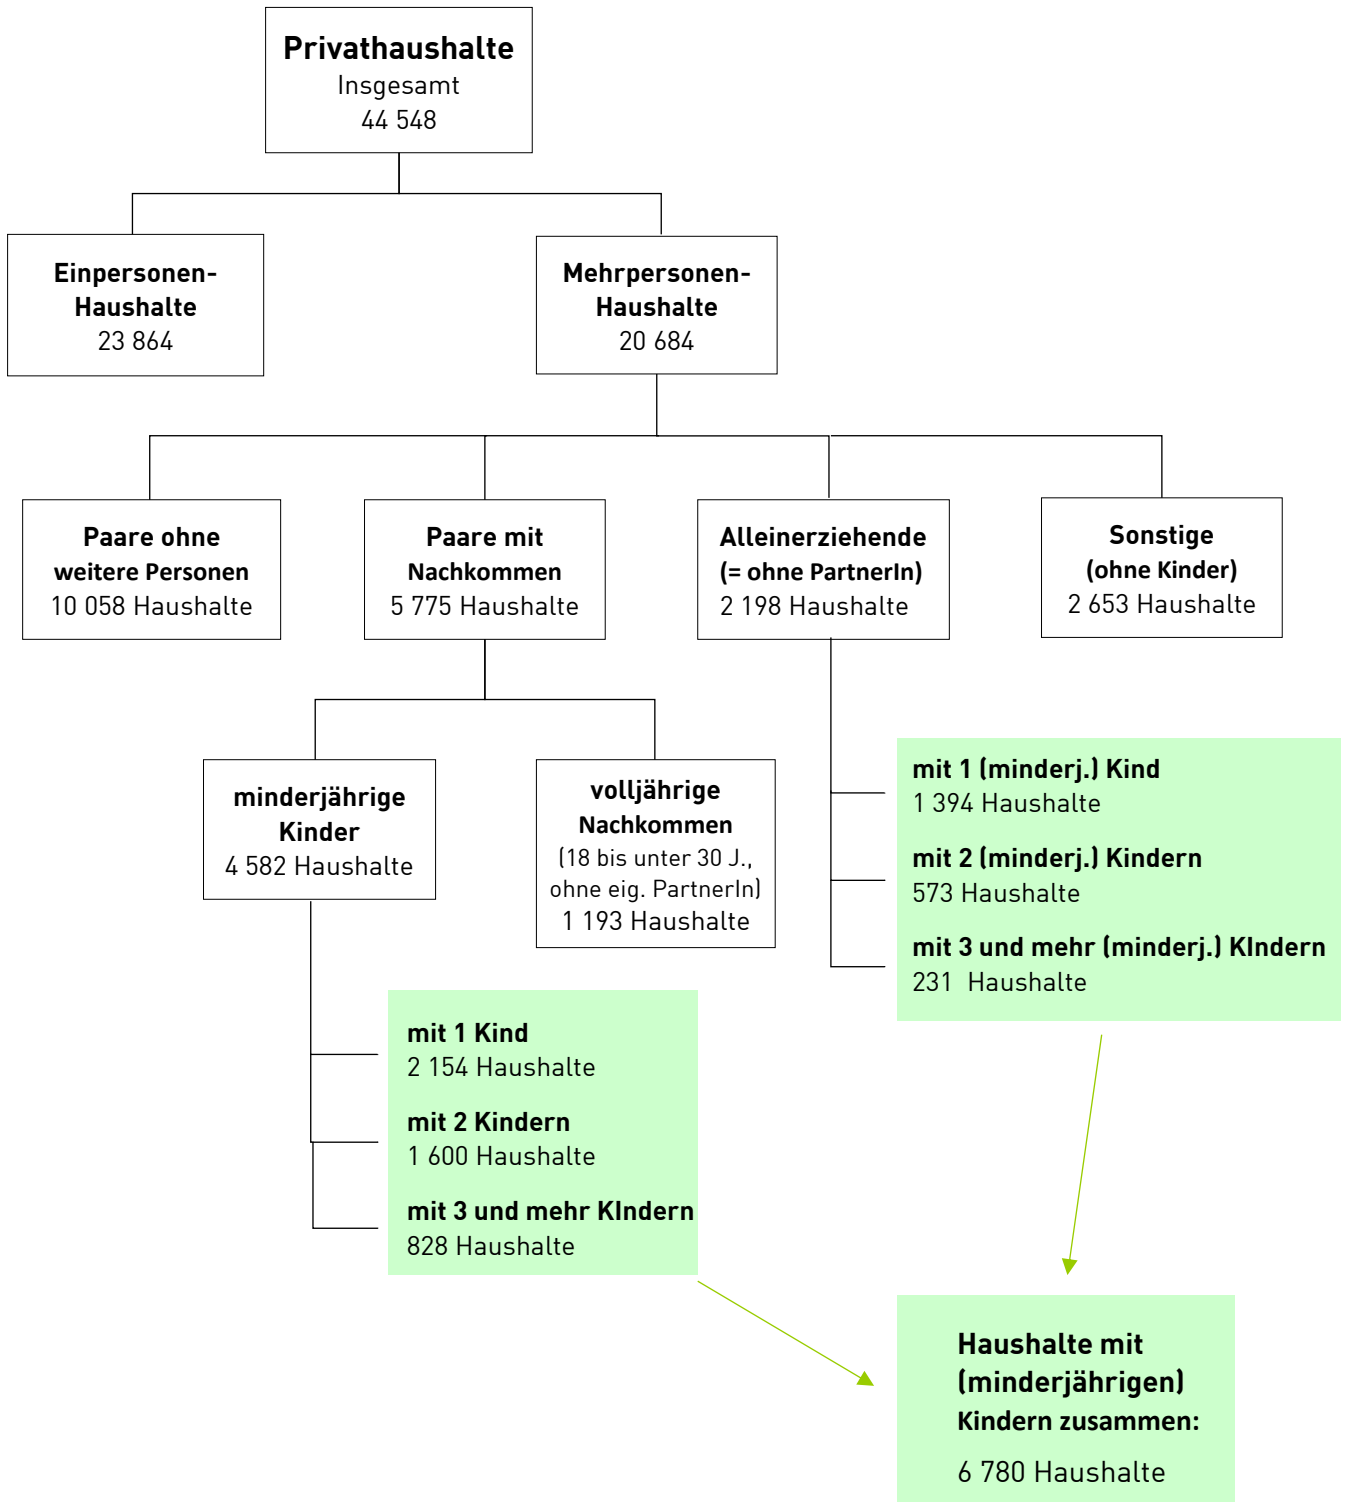 Privathaushalte
Insgesamt
44 548
Einpersonen-
Haushalte
23 864
Mehrpersonen-
Haushalte
20 684
Paare ohne
weitere Personen
10 058 Haushalte
Paare mit
Nachkommen
5 775 Haushalte
Alleinerziehende
(= ohne PartnerIn)
2 198 Haushalte
Sonstige
(ohne Kinder)
2 653 Haushalte
minderjährige
Kinder
4 582 Haushalte
volljährige
Nachkommen
(18 bis unter 30 J.,
ohne eig. PartnerIn)
1 193 Haushalte
mit 1 (minderj.) Kind
1 394 Haushalte
mit 2 (minderj.) Kindern
573 Haushalte
mit 3 und mehr (minderj.) KIndern
231 Haushalte
mit 1 Kind
2 154 Haushalte
mit 2 Kindern
1 600 Haushalte
mit 3 und mehr KIndern
828 Haushalte
Haushalte mit
(minderjährigen)
Kindern zusammen:
6 780 Haushalte